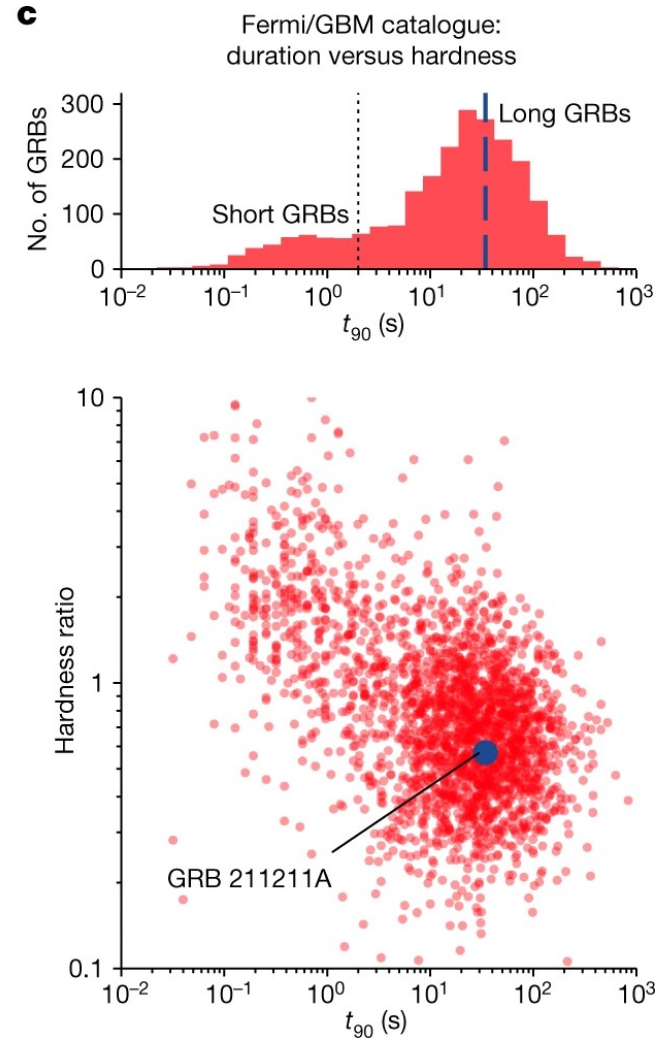 c
Fermi/GBM catalogue:
duration versus hardness
No. of GRBs
300
200
100
0
Short GRBs
Long GRBs
10⁻² 10⁻¹ 10⁰ 10¹ 10² 10³
t₉₀ (s)
Hardness ratio
10
1
0.1
GRB 211211A
10⁻² 10⁻¹ 10⁰ 10¹ 10² 10³
t₉₀ (s)